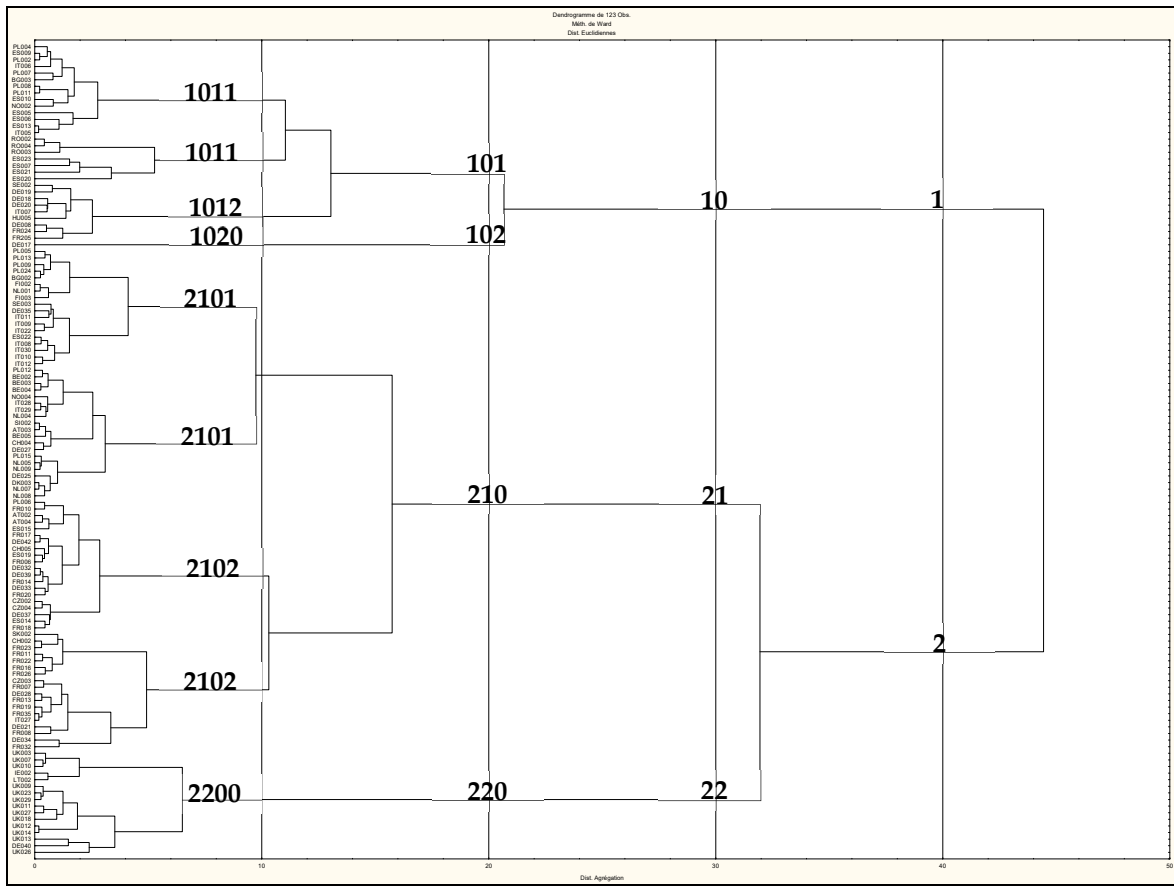 Dendrogramme de 123 Obs.
Méth. de Ward
Dist. Euclidiennes
PL004
ES009
PL002
IT006
PL007
BG003
PL008
PL011
ES010
NO002
ES005
ES006
ES013
IT005
RO002
RO004
RO003
ES023
ES007
ES021
ES020
SE002
DE019
DE018
DE020
IT007
HU005
DE008
FR024
FR205
DE017
PL005
PL013
PL009
PL024
BG002
FI002
NL001
FI003
SE003
DE035
IT011
IT009
IT022
ES022
IT008
IT030
IT010
IT012
PL012
BE002
BE003
BE004
NO004
IT028
IT029
NL004
SI002
AT003
BE005
CH004
DE027
PL015
NL005
NL009
DE025
DK003
NL007
NL008
PL006
FR010
AT002
AT004
ES015
FR017
DE042
CH005
ES019
FR006
DE032
DE039
FR014
DE033
FR020
CZ002
CZ004
DE037
ES014
FR018
SK002
CH002
FR023
FR011
FR022
FR016
FR026
CZ003
FR007
DE028
FR013
FR019
FR035
IT027
DE021
FR008
DE034
FR032
UK003
UK007
UK010
IE002
LT002
UK009
UK023
UK029
UK011
UK027
UK018
UK012
UK014
UK013
DE040
UK026
1011
1011
101
10
1
1012
1020
102
2101
2101
210
21
2102
2
2102
2200
220
22
0
10
20
30
40
50
Dist. Agrégation